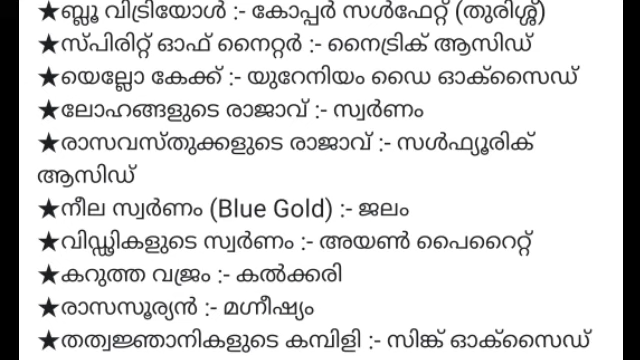 ★ബ്ലൂ വിട്രിയോൾ :- കോപ്പർ സൾഫേറ്റ് (തുരിശ്ശ്)
★സ്പിരിറ്റ് ഓഫ് നൈറ്റർ :- നൈട്രിക് ആസിഡ്
★യെല്ലോ കേക്ക് :- യുറേനിയം ഡൈ ഓക്സൈഡ്
★ലോഹങ്ങളുടെ രാജാവ് :- സ്വർണം
★രാസവസ്തുക്കളുടെ രാജാവ് :- സൾഫ്യൂരിക്
ആസിഡ്
★നീല സ്വർണം (Blue Gold) :- ജലം
★വിഡ്ഢികളുടെ സ്വർണം :- അയൺ പൈറൈറ്റ്
★കറുത്ത വജ്രം :- കൽക്കരി
★രാസസൂര്യൻ :- മഗ്നീഷ്യം
★തത്വജ്ഞാനികളുടെ കമ്പിളി :- സിങ്ക് ഓക്സൈഡ്